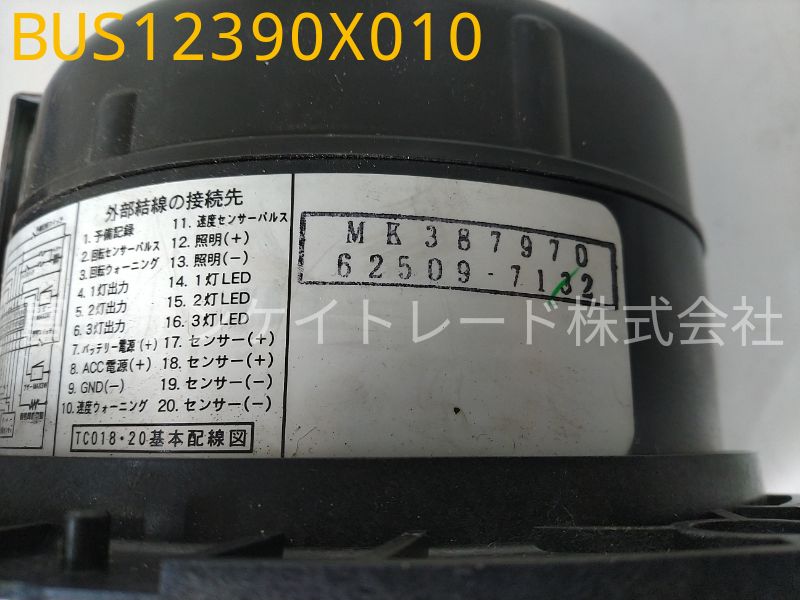 BUS12390X010
外部結線の接続先
1. 予備記録
2. 回転センサーパルス
3. 回転ウォーニング
4. 1灯出力
5. 2灯出力
6. 3灯出力
7. バッテリー電源(+)
8. ACC電源(+)
9. GND(-)
10. 速度ウォーニング
11. 速度センサーパルス
12. 照明(+)
13. 照明(-)
14. 1灯LED
15. 2灯LED
16. 3灯LED
17. センサー(+)
18. センサー(+)
19. センサー(-)
20. センサー(-)
TC018・20基本配線図
MK387970
62509-7132
ケイトレード株式会社